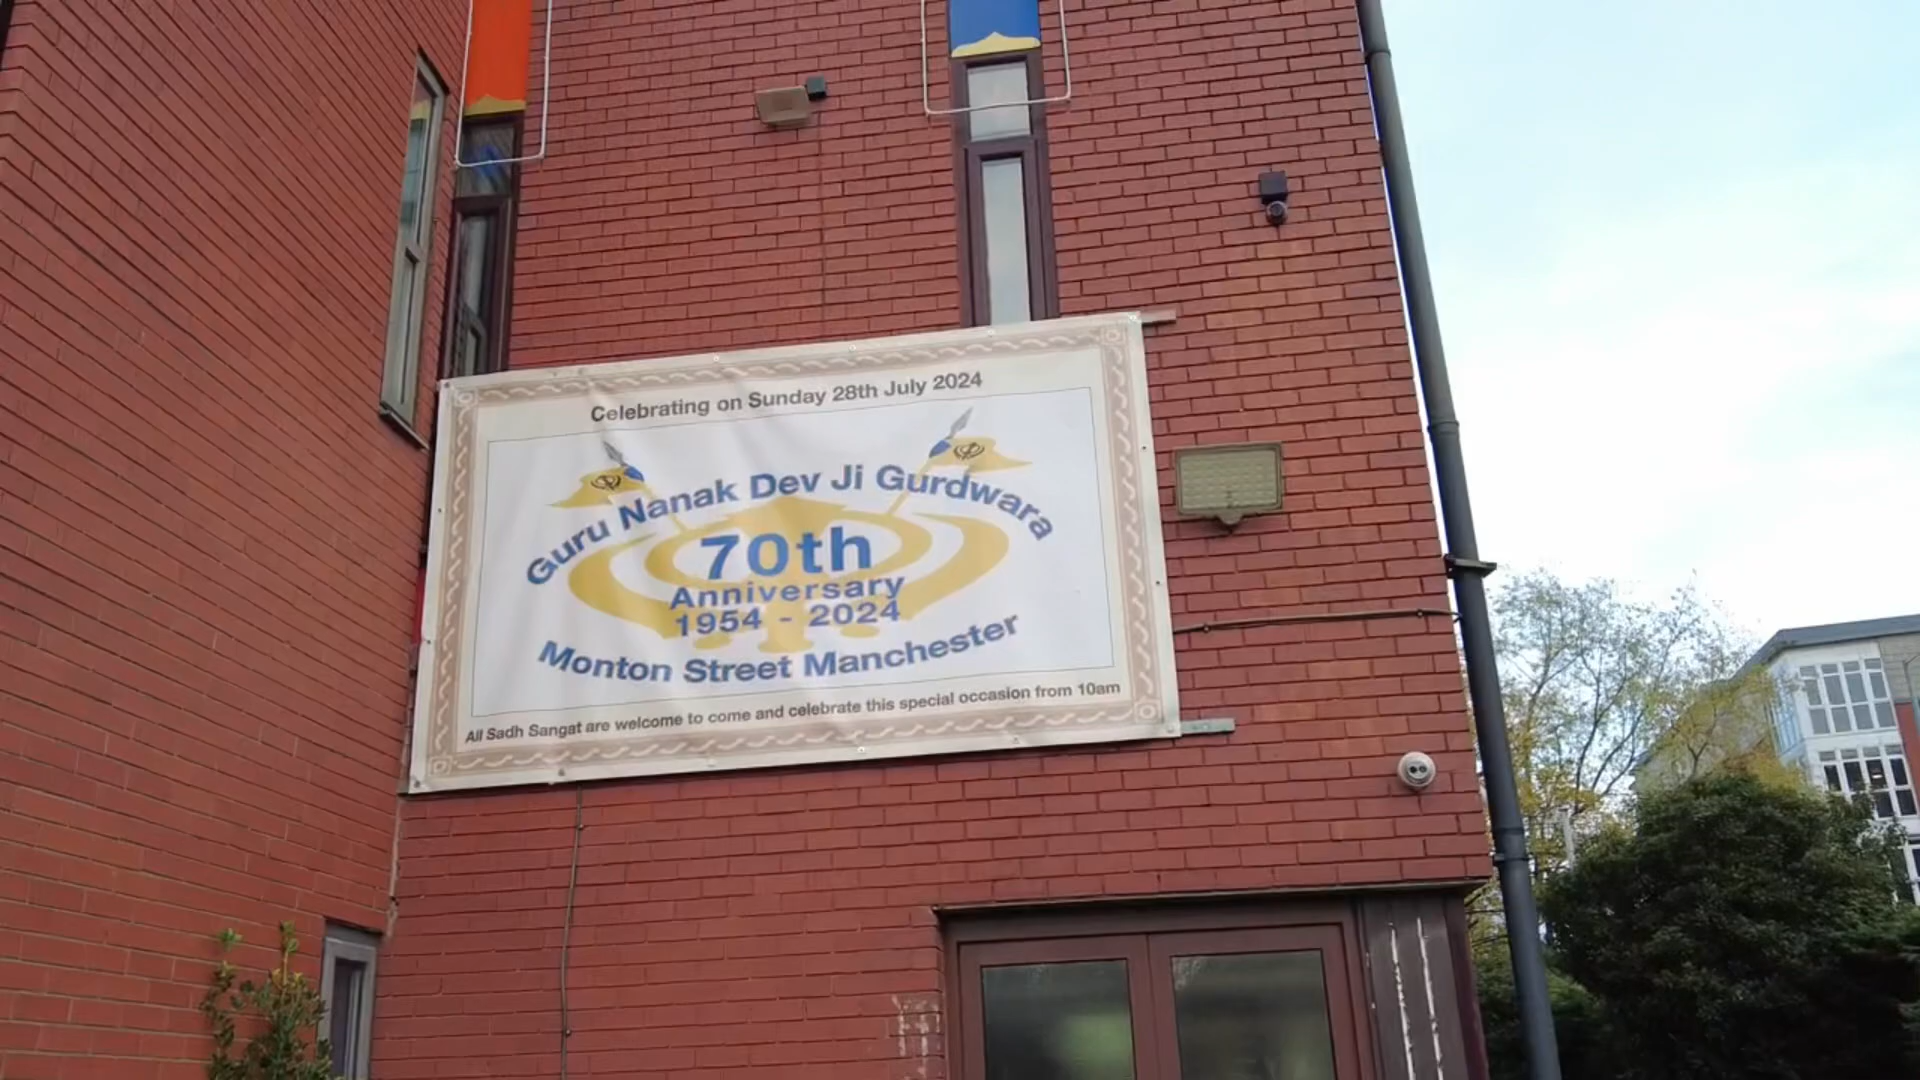 Celebrating on Sunday 28th July 2024
Guru Nanak Dev Ji Gurdwara
70th
Anniversary
1954 - 2024
Monton Street Manchester
All Sadh Sangat are welcome to come and celebrate this special occasion from 10am